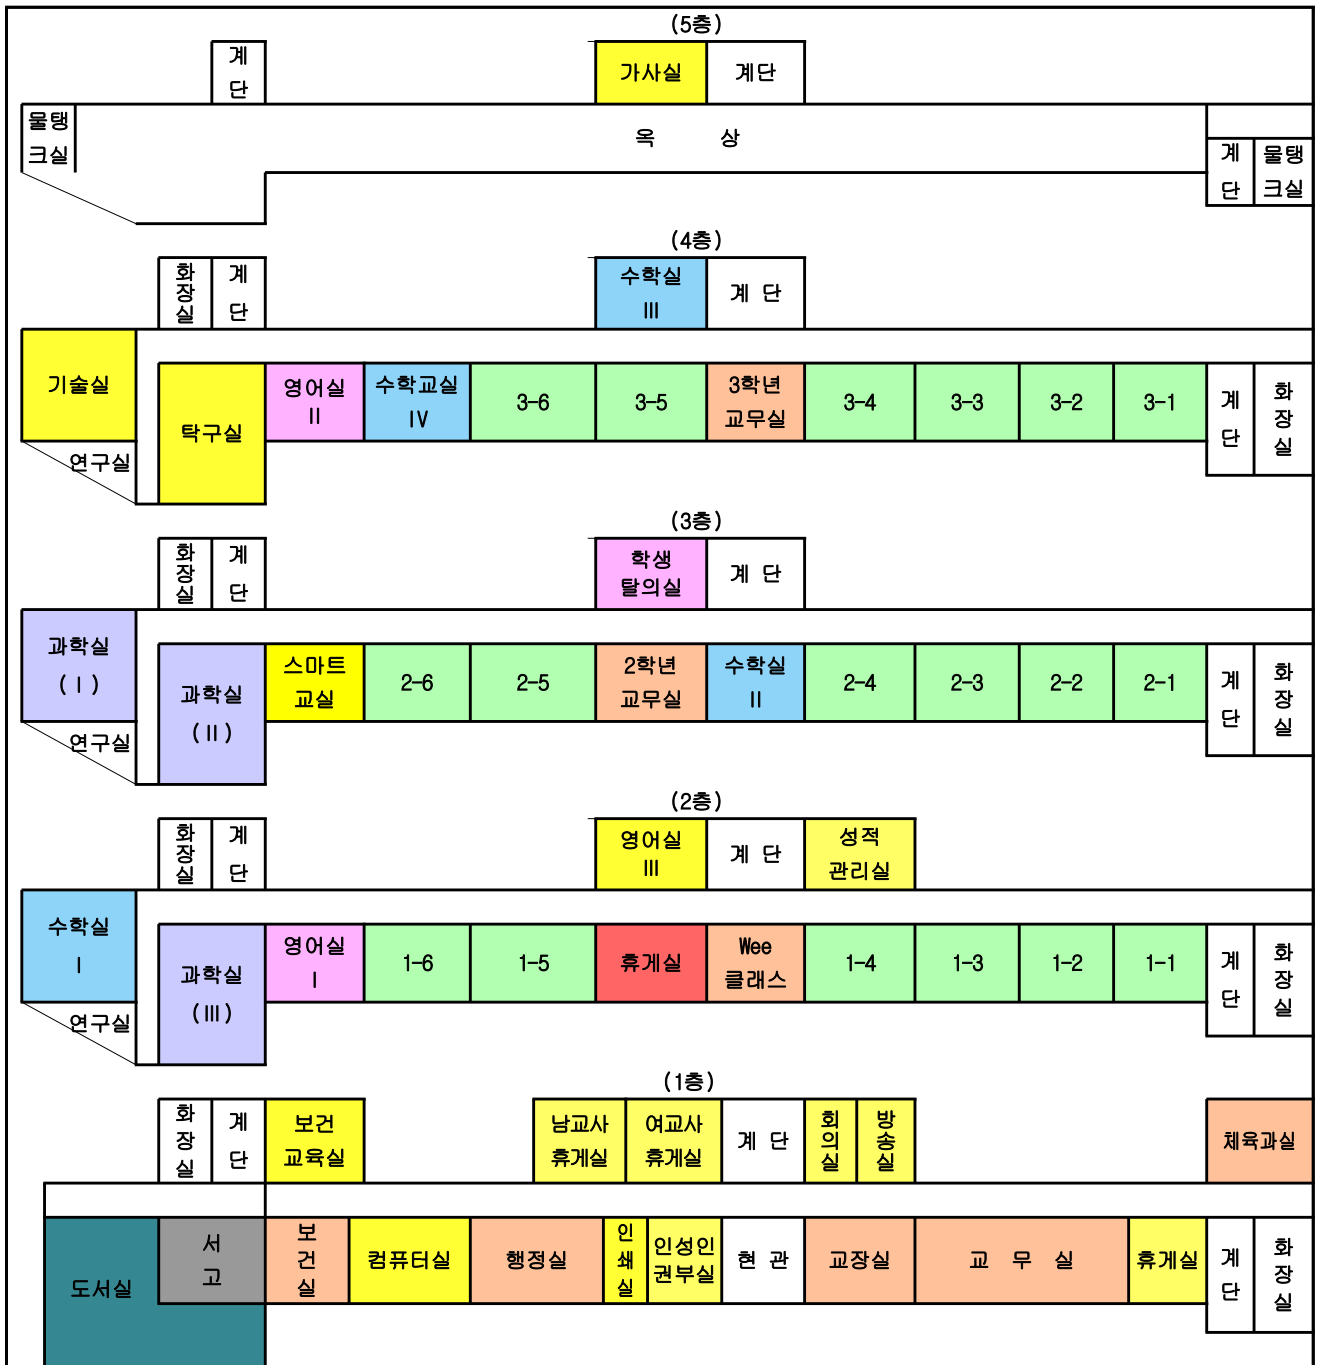 (5층)
계
단
가사실
계단
물탱
크실
옥 상
계
단
물탱
크실
(4층)
화
장
실
계
단
수학실
III
계 단
기술실
연구실
탁구실
영어실
II
수학교실
IV
3-6
3-5
3학년
교무실
3-4
3-3
3-2
3-1
계
단
화
장
실
(3층)
화
장
실
계
단
학생
탈의실
계 단
과학실
( I )
연구실
과학실
(II)
스마트
교실
2-6
2-5
2학년
교무실
수학실
II
2-4
2-3
2-2
2-1
계
단
화
장
실
(2층)
화
장
실
계
단
영어실
III
계 단
성적
관리실
수학실
I
연구실
과학실
(III)
영어실
I
1-6
1-5
휴게실
Wee
클래스
1-4
1-3
1-2
1-1
계
단
화
장
실
(1층)
화
장
실
계
단
보건
교육실
남교사
휴게실
여교사
휴게실
계 단
회
의
실
방
송
실
체육과실
도서실
서
고
보
건
실
컴퓨터실
행정실
인
쇄
실
인성인
권부실
현 관
교장실
교 무 실
휴게실
계
단
화
장
실